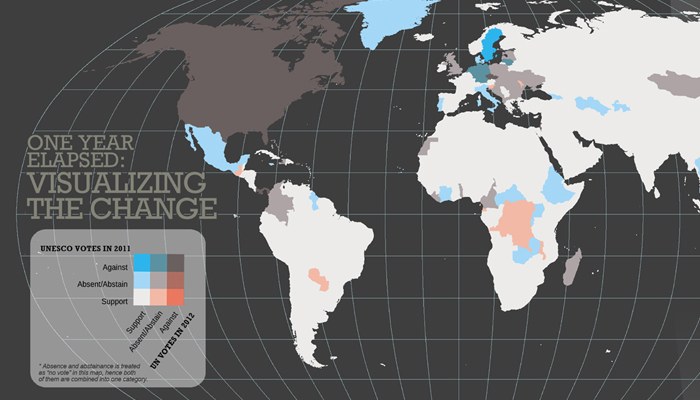 ONE YEAR
ELAPSED:
VISUALIZING
THE CHANGE
UNESCO VOTES IN 2011
Against
Absent/Abstain
Support
Support
Absent/Abstain
Against
UN VOTES IN 2012
* Absence and abstainance is treated
as "no vote" in this map, hence both
of them are combined into one category.